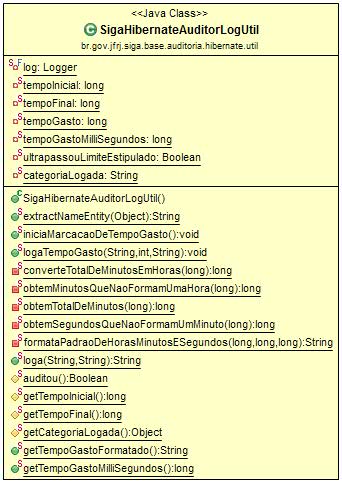 <<Java Class>>
SigaHibernateAuditorLogUtil
br.gov.jfrj.siga.base.auditoria.hibernate.util
log: Logger
tempoInicial: long
tempoFinal: long
tempoGasto: long
tempoGastoMilliSegundos: long
ultrapassouLimiteEstipulado: Boolean
categoriaLogada: String
SigaHibernateAuditorLogUtil()
extractNameEntity(Object):String
iniciaMarcacaoDeTempoGasto():void
logaTempoGasto(String,int,String):void
converteTotalDeMinutosEmHoras(long):long
obtemMinutosQueNaoFormamUmaHora(long):long
obtemTotalDeMinutos(long):long
obtemSegundosQueNaoFormamUmMinuto(long):long
formataPadraoDeHorasMinutosESegundos(long,long,long):String
loga(String,String):String
auditou():Boolean
getTempoInicial():long
getTempoFinal():long
getCategoriaLogada():Object
getTempoGastoFormatado():String
getTempoGastoMilliSegundos():long